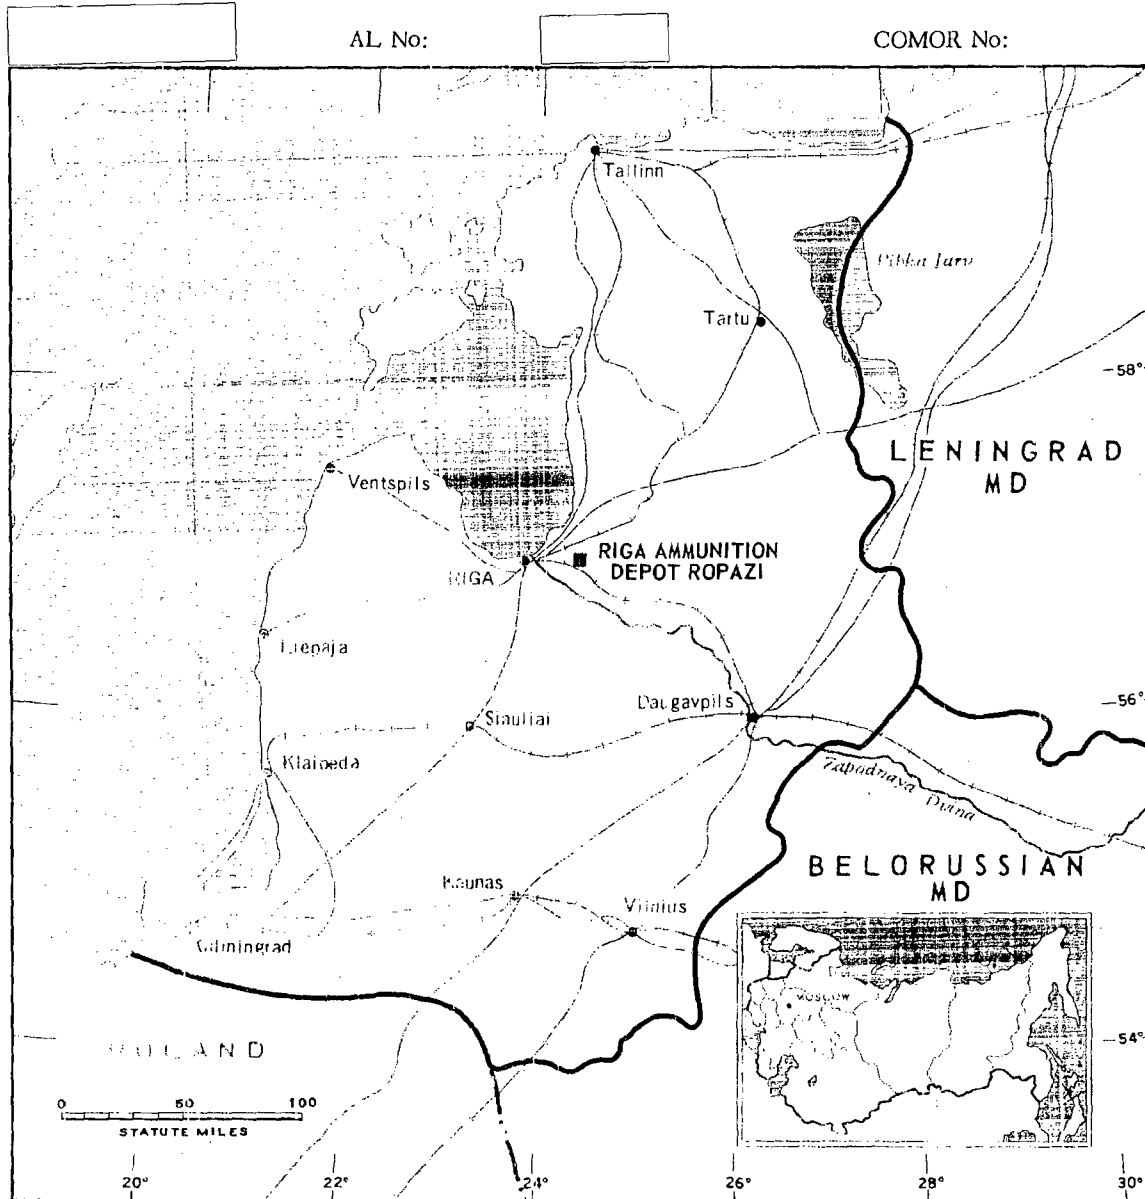 AL No:
COMOR No:
Tallinn
Tartu
58°
LENINGRAD
MD
Ventspils
RIGA
RIGA AMMUNITION
DEPOT ROPAZI
Liepaja
Siauliai
Daugavpils
56°
Klaipeda
Zapadnaya Dvina
BELORUSSIAN
MD
Kaunas
Vilnius
MOSCOW
54°
0 50 100
STATUTE MILES
20° 22° 24° 26° 28° 30°